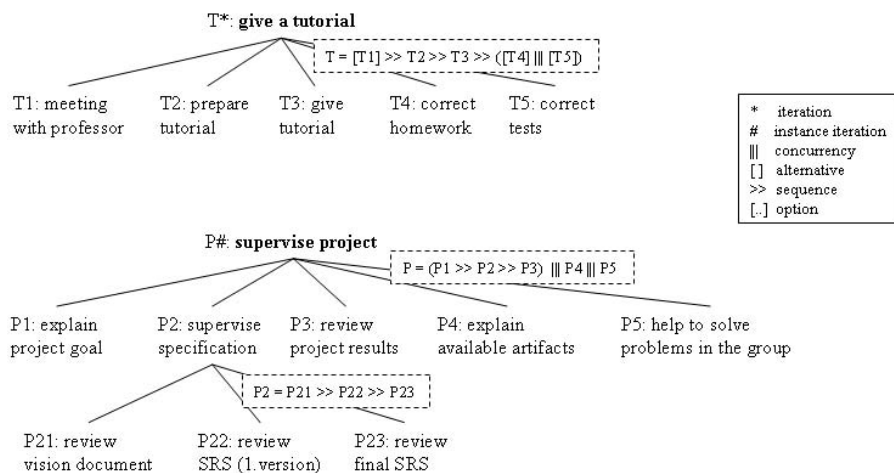 T*: give a tutorial
T = [T1] >> T2 >> T3 >> ([T4] ||| [T5])
T1: meeting
with professor
T2: prepare
tutorial
T3: give
tutorial
T4: correct
homework
T5: correct
tests
* iteration
# instance iteration
||| concurrency
[ ] alternative
>> sequence
[..] option
P#: supervise project
P = (P1 >> P2 >> P3) ||| P4 ||| P5
P1: explain
project goal
P2: supervise
specification
P3: review
project results
P4: explain
available artifacts
P5: help to solve
problems in the group
P2 = P21 >> P22 >> P23
P21: review
vision document
P22: review
SRS (1.version)
P23: review
final SRS